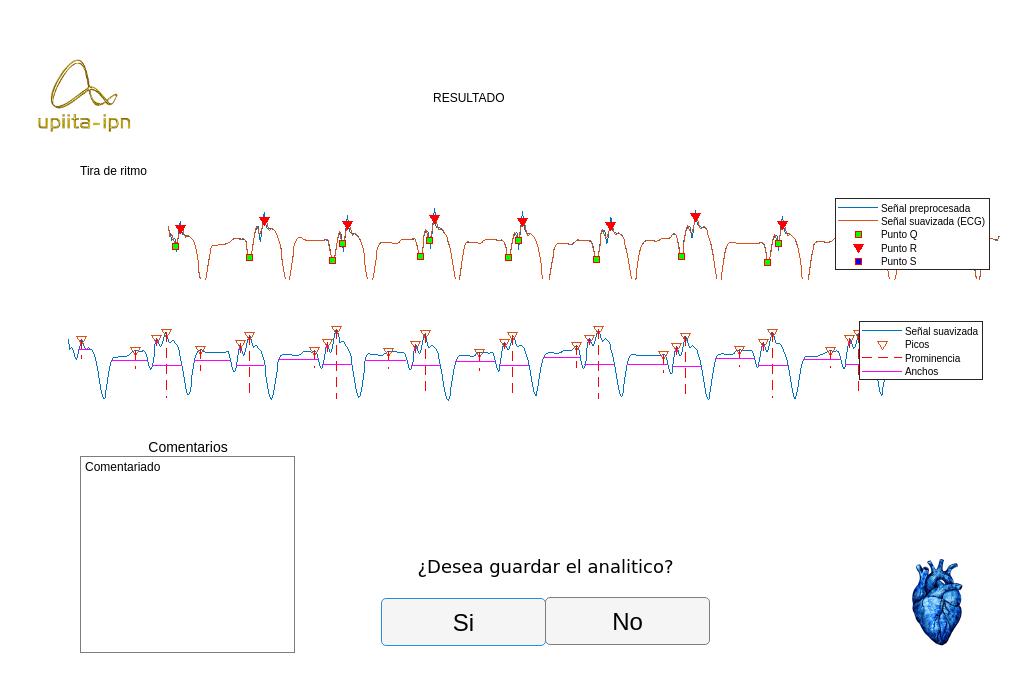 upiita-ipn
RESULTADO
Tira de ritmo
Señal preprocesada
Señal suavizada (ECG)
Punto Q
Punto R
Punto S
Señal suavizada
Picos
Prominencia
Anchos
Comentarios
Comentariado
¿Desea guardar el analitico?
Si
No